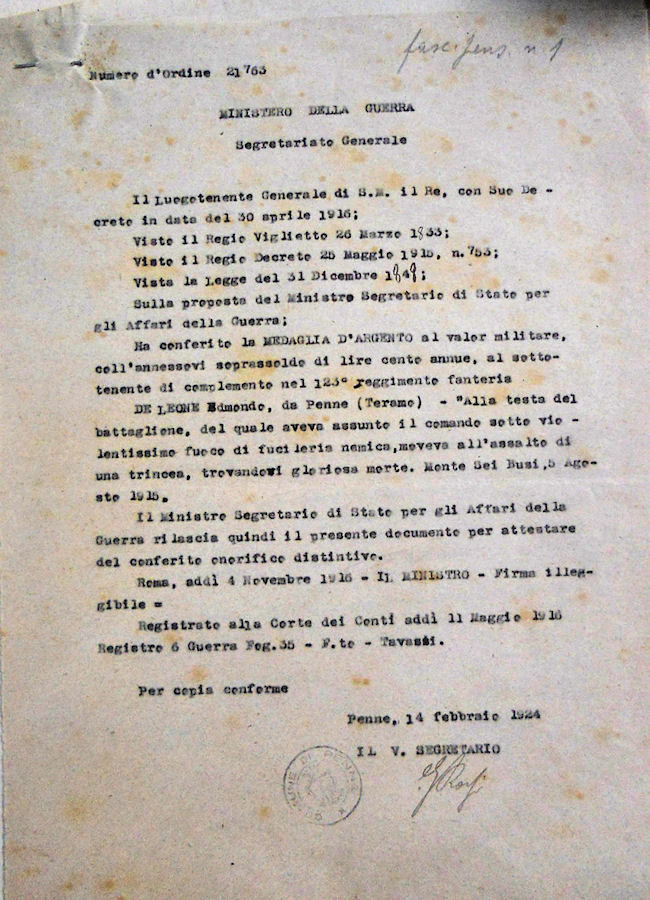 fascifens. n 1
Numero d'Ordine 21763
MINISTERO DELLA GUERRA
Segretariato Generale
Il Luogotenente Generale di S.M. il Re, con Suo De -
creto in data del 30 aprile 1916;
Visto il Regio Viglietto 26 Marzo 1833;
Visto il Regio Decreto 25 Maggio 1915, n.753;
Vista la Legge del 31 Dicembre 1848;
Sulla proposta del Ministro Segretario di Stato per
gli Affari della Guerra;
Ha conferito la MEDAGLIA D'ARGENTO al valor militare,
coll'annessovi soprassoldo di lire cento annue, al sotto-
tenente di complemento nel 123° reggimento fanteria
DE LEONE Edmondo, da Penne (Teramo) - "Alla testa del
battaglione, del quale aveva assunto il comando sotto vio -
lentissimo fuoco di fucileria nemica,moveva all'assalto di
una trincea, trovandovi gloriosa morte. Monte Sei Busi,5 Ago-
sto 1915.
Il Ministro Segretario di Stato per gli Affari della
Guerra rilascia quindi il presente documento per attestare
del conferito onorifico distintivo.
Roma, addì 4 Novembre 1916 - IL MINISTRO - Firma illeg-
gibile =
Registrato alla Corte dei Conti addì 11 Maggio 1916
Registro 6 Guerra Fog.35 - F.to - Tavassi.
Per copia conforme
Penne, 14 febbraio 1924
IL V. SEGRETARIO
COMUNE DI PENNE